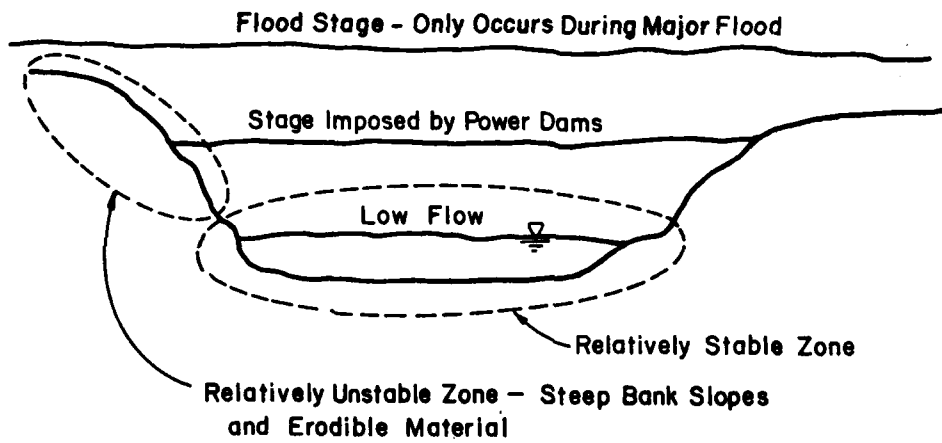 Flood Stage - Only Occurs During Major Flood
Stage Imposed by Power Dams
Low Flow
Relatively Stable Zone
Relatively Unstable Zone - Steep Bank Slopes
and Erodible Material